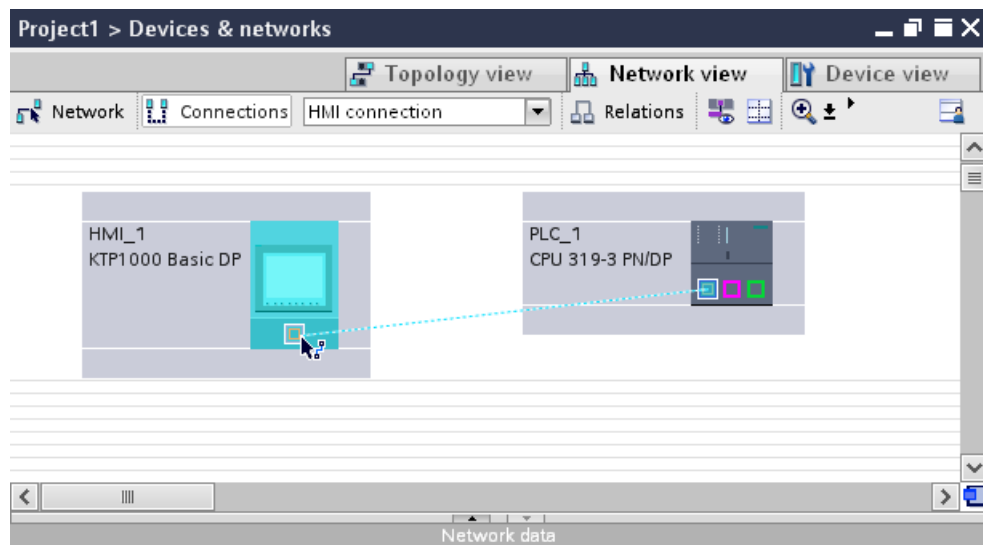 Project1 > Devices & networks
Topology view Network view Device view
Network Connections HMI connection Relations
HMI_1
KTP1000 Basic DP
PLC_1
CPU 319-3 PN/DP
Network data